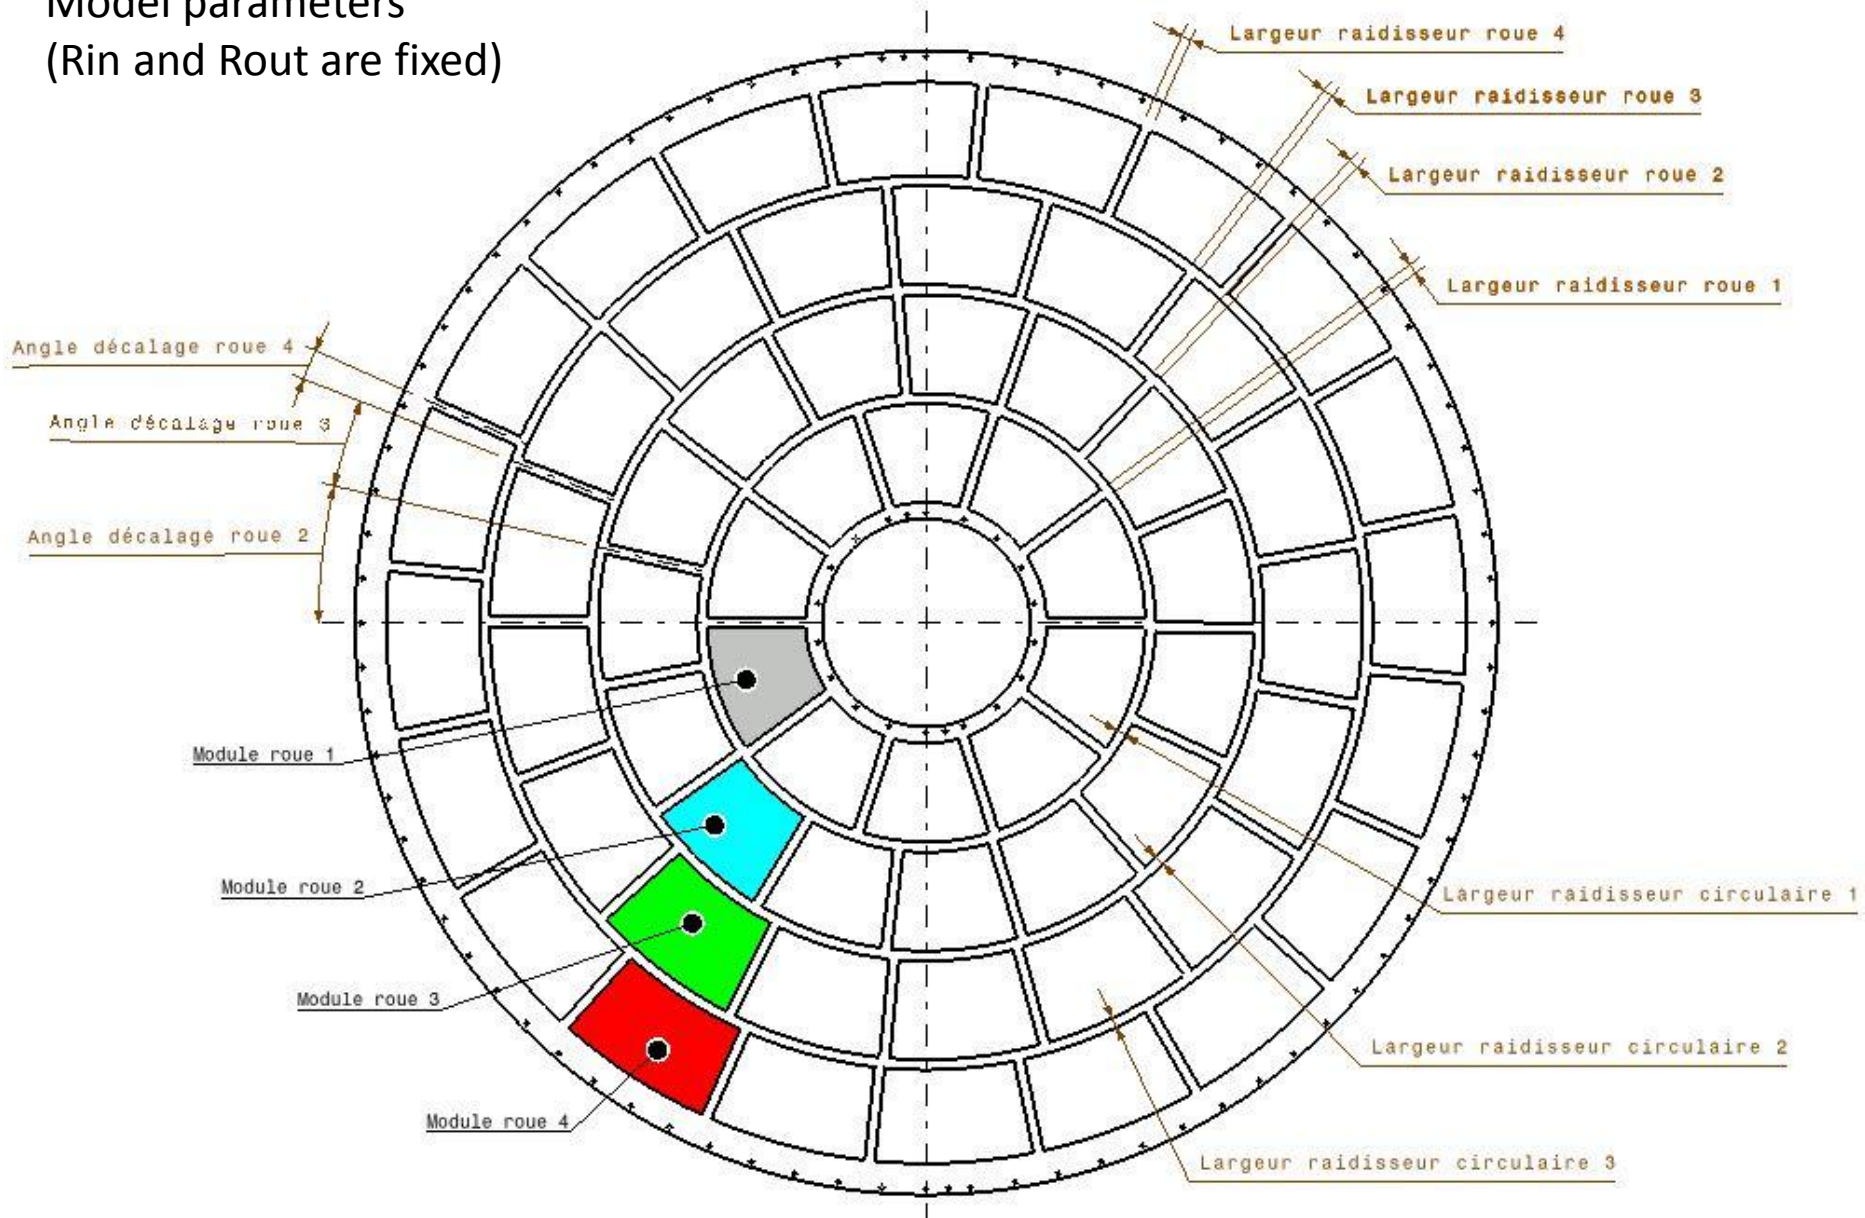 Model parameters
(Rin and Rout are fixed)
Largeur raidisseur roue 4
Largeur raidisseur roue 3
Largeur raidisseur roue 2
Largeur raidisseur roue 1
Angle décalage roue 4
Angle décalage roue 3
Angle décalage roue 2
Module roue 1
Module roue 2
Module roue 3
Module roue 4
Largeur raidisseur circulaire 1
Largeur raidisseur circulaire 2
Largeur raidisseur circulaire 3